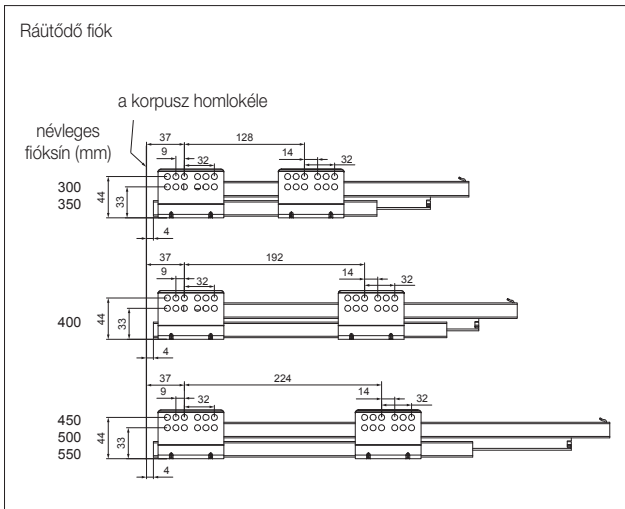 Ráütődő fiók
a korpusz homlokéle
névleges
fióksín (mm)
37 128
9 32 14 32
300
350
44
33
4
37 192
9 32 14 32
400
44
33
4
37 224
9 32 14 32
450
500
550
44
33
4